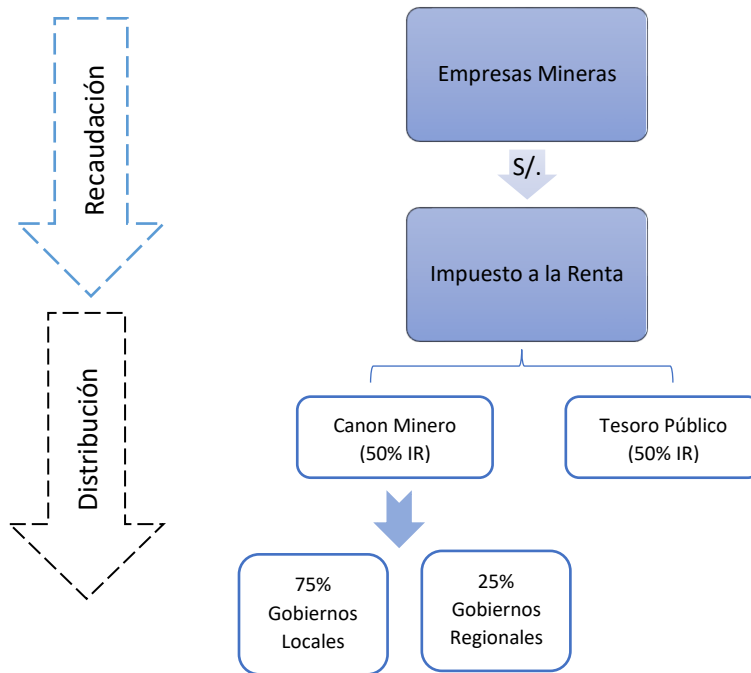 Recaudación
Empresas Mineras
S/.
Impuesto a la Renta
Distribución
Canon Minero
(50% IR)
Tesoro Público
(50% IR)
75%
Gobiernos
Locales
25%
Gobiernos
Regionales